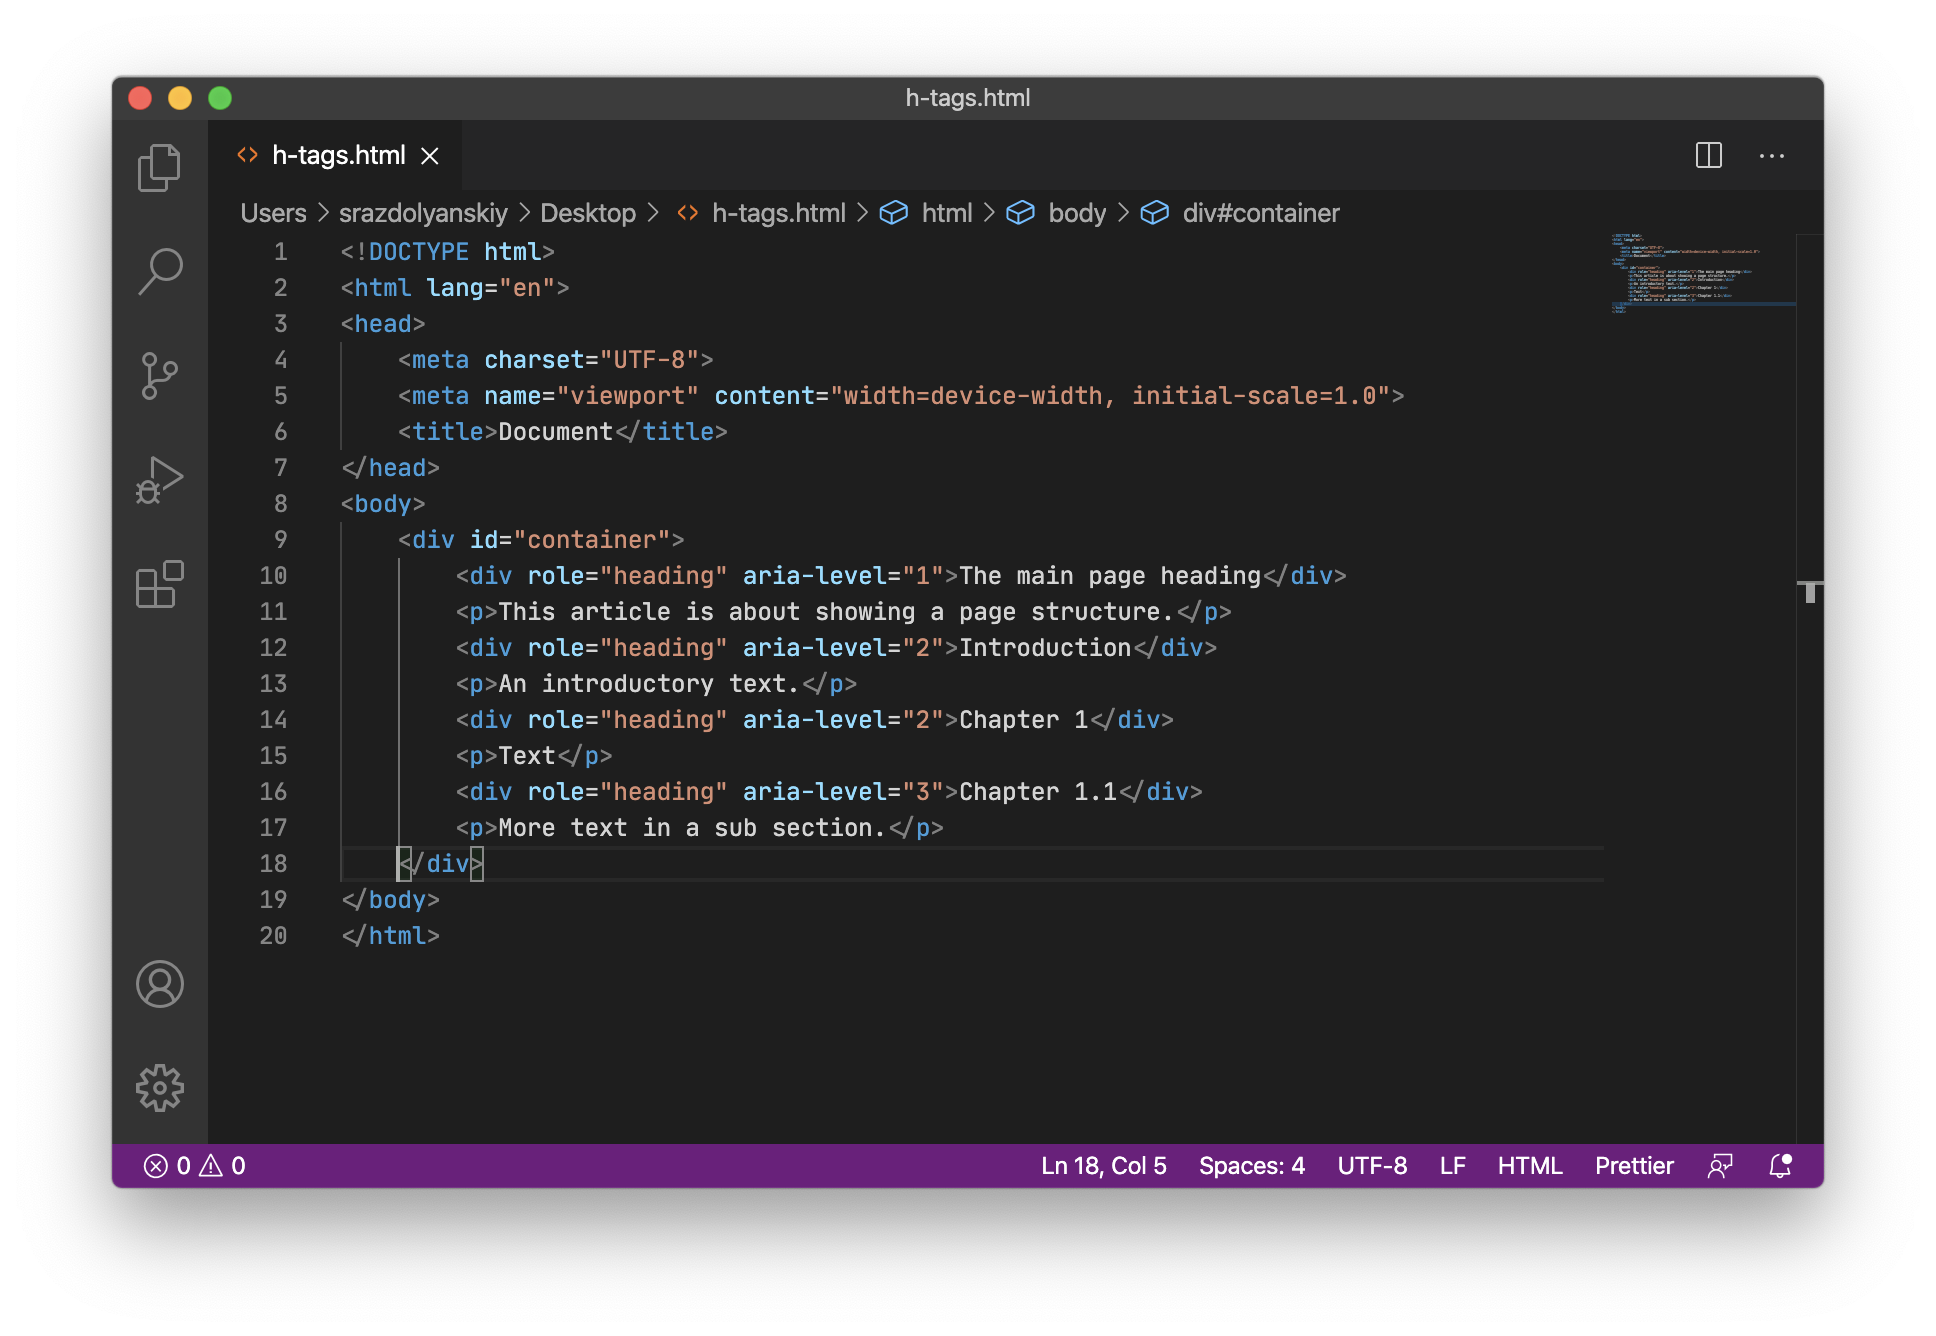 h-tags.html
h-tags.html
Users > srazdolyanskiy > Desktop > h-tags.html > html > body > div#container
1 <!DOCTYPE html>
2 <html lang="en">
3 <head>
4     <meta charset="UTF-8">
5     <meta name="viewport" content="width=device-width, initial-scale=1.0">
6     <title>Document</title>
7 </head>
8 <body>
9     <div id="container">
10         <div role="heading" aria-level="1">The main page heading</div>
11         <p>This article is about showing a page structure.</p>
12         <div role="heading" aria-level="2">Introduction</div>
13         <p>An introductory text.</p>
14         <div role="heading" aria-level="2">Chapter 1</div>
15         <p>Text</p>
16         <div role="heading" aria-level="3">Chapter 1.1</div>
17         <p>More text in a sub section.</p>
18     </div>
19 </body>
20 </html>
0 0 Ln 18, Col 5 Spaces: 4 UTF-8 LF HTML Prettier